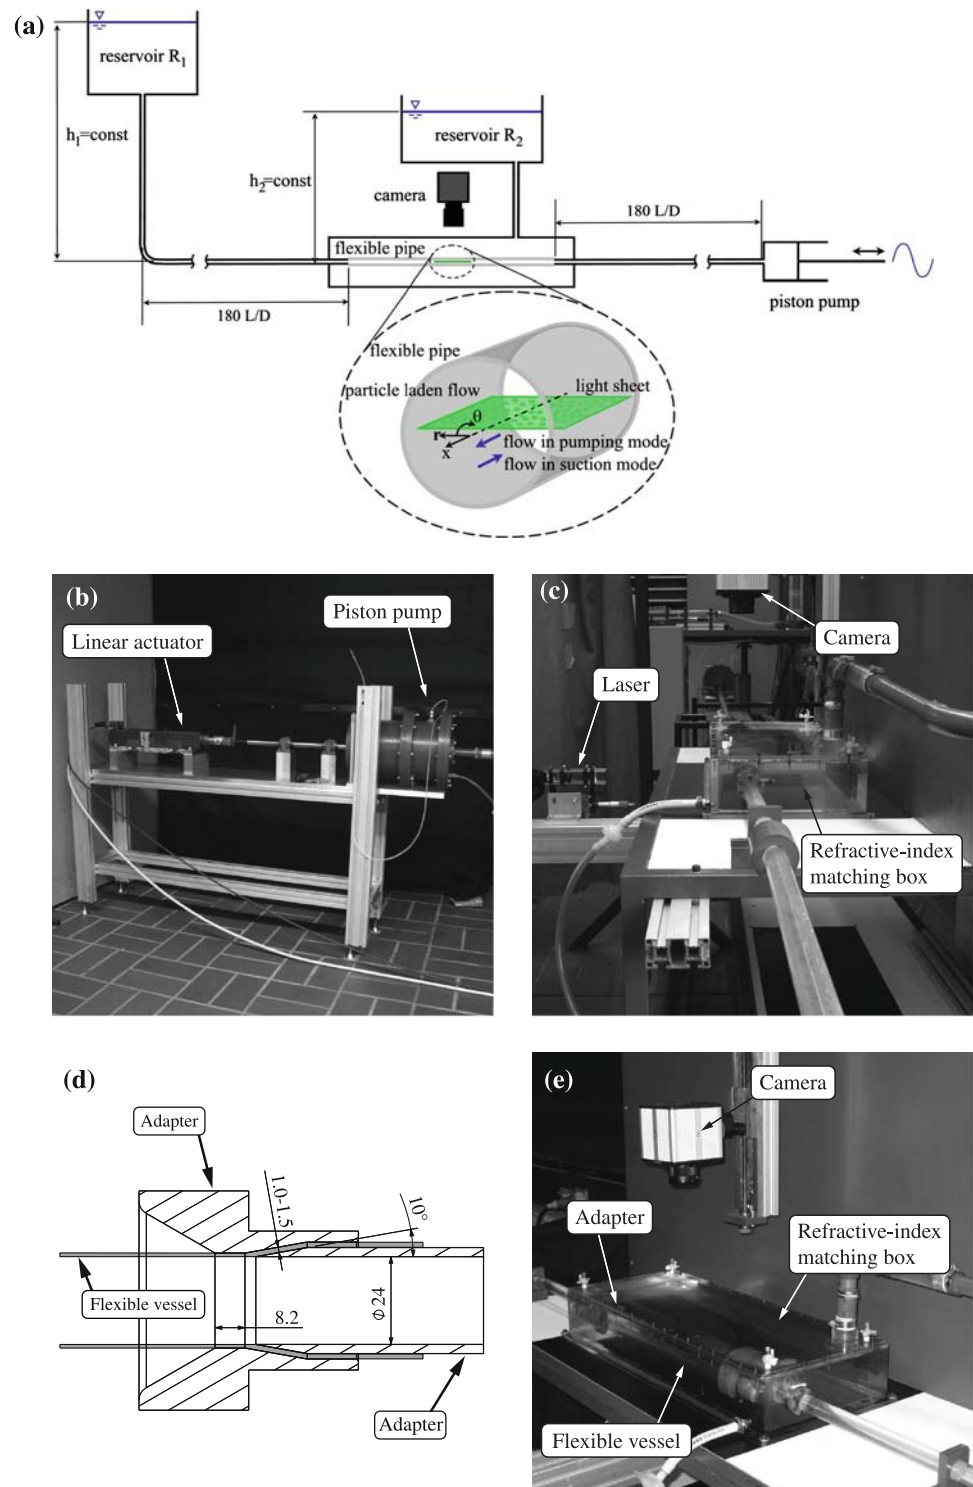 (a)
reservoir R1
h1=const
reservoir R2
h2=const
camera
180 L/D
flexible pipe
piston pump
180 L/D
flexible pipe
particle laden flow
light sheet
θ
r
x
flow in pumping mode
flow in suction mode
(b)
Linear actuator
Piston pump
(c)
Camera
Laser
Refractive-index
matching box
(d)
Adapter
1.0-1.5
10°
Flexible vessel
8.2
Φ24
Adapter
(e)
Camera
Adapter
Refractive-index
matching box
Flexible vessel